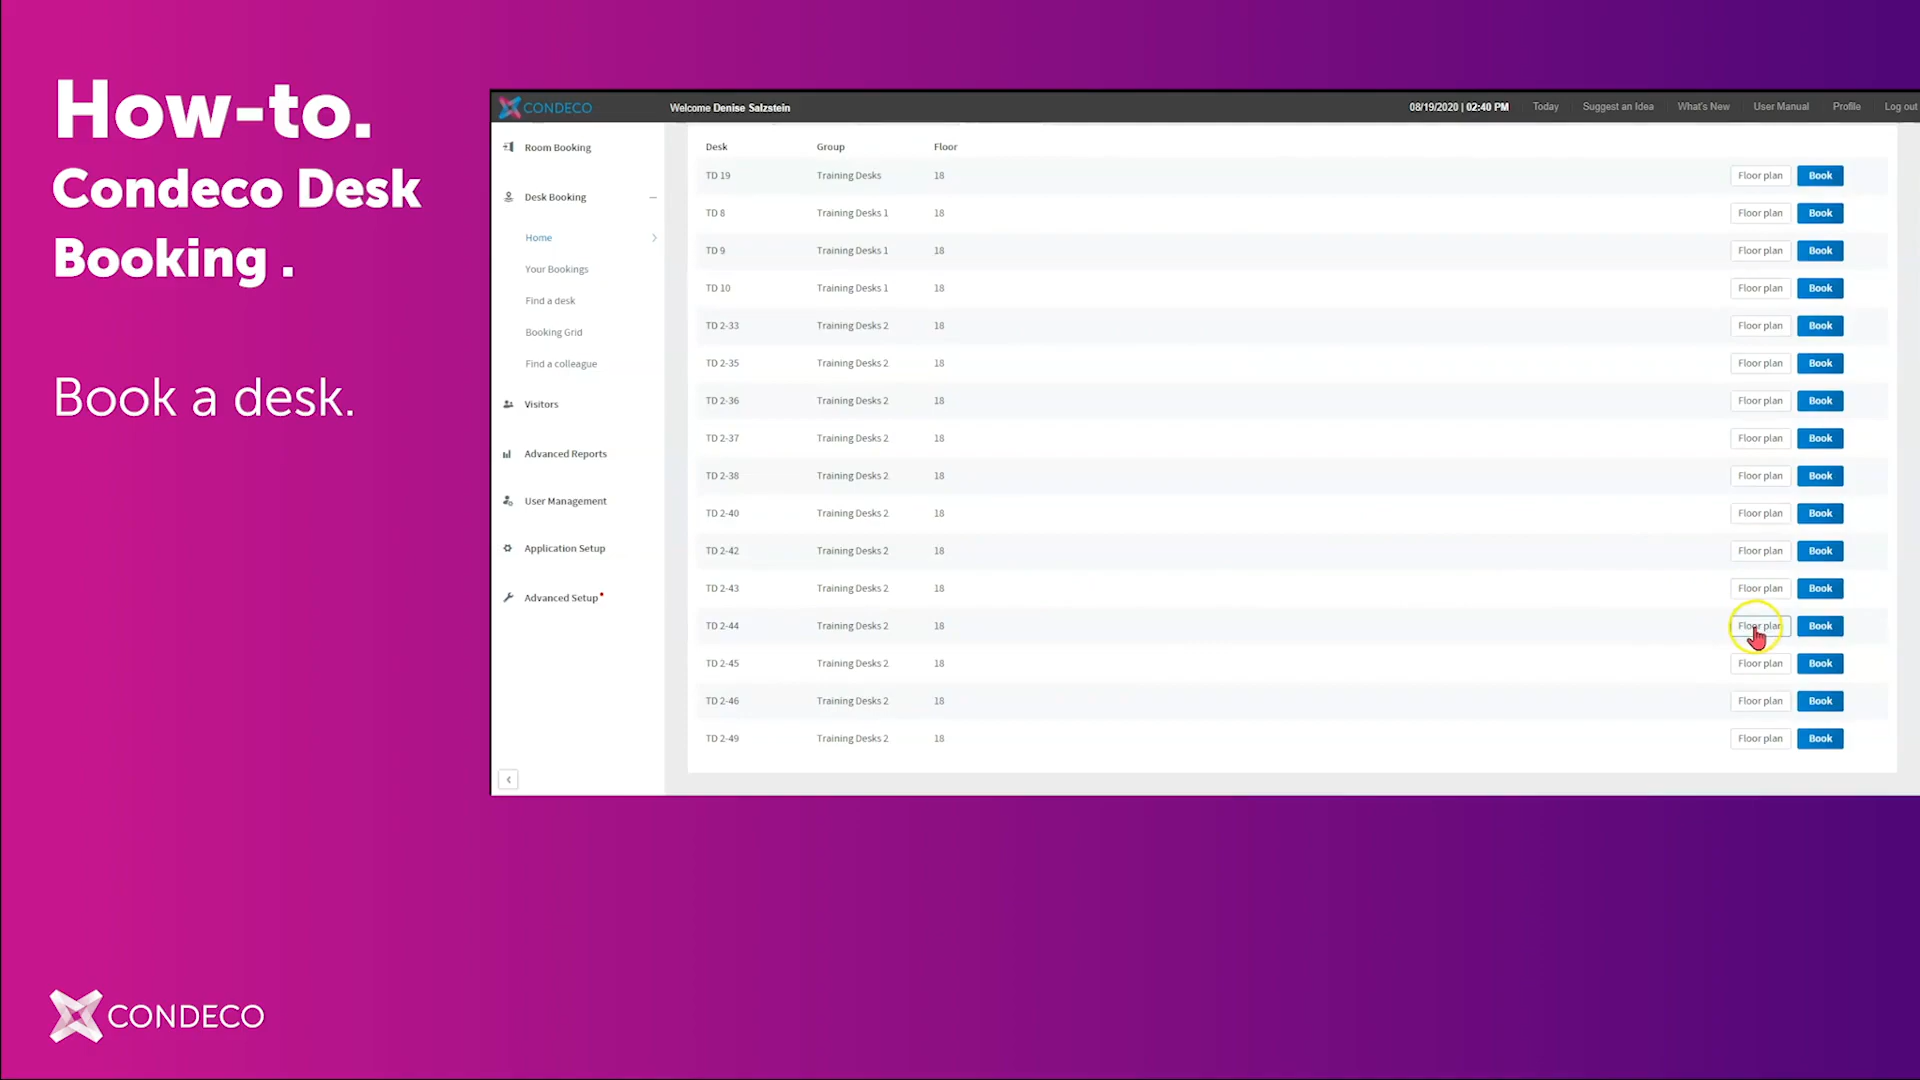 How-to.
Condeco Desk
Booking .
Book a desk.
CONDECO
CONDECO
Welcome Denise Salzstein
08/19/2020 | 02:40 PM
Today
Suggest an Idea
What's New
User Manual
Profile
Log out
Room Booking
Desk Booking
Home
Your Bookings
Find a desk
Booking Grid
Find a colleague
Visitors
Advanced Reports
User Management
Application Setup
Advanced Setup
Desk Group Floor
TD 19 Training Desks 18 Floor plan Book
TD 8 Training Desks 1 18 Floor plan Book
TD 9 Training Desks 1 18 Floor plan Book
TD 10 Training Desks 1 18 Floor plan Book
TD 2-33 Training Desks 2 18 Floor plan Book
TD 2-35 Training Desks 2 18 Floor plan Book
TD 2-36 Training Desks 2 18 Floor plan Book
TD 2-37 Training Desks 2 18 Floor plan Book
TD 2-38 Training Desks 2 18 Floor plan Book
TD 2-40 Training Desks 2 18 Floor plan Book
TD 2-42 Training Desks 2 18 Floor plan Book
TD 2-43 Training Desks 2 18 Floor plan Book
TD 2-44 Training Desks 2 18 Floor plan Book
TD 2-45 Training Desks 2 18 Floor plan Book
TD 2-46 Training Desks 2 18 Floor plan Book
TD 2-49 Training Desks 2 18 Floor plan Book